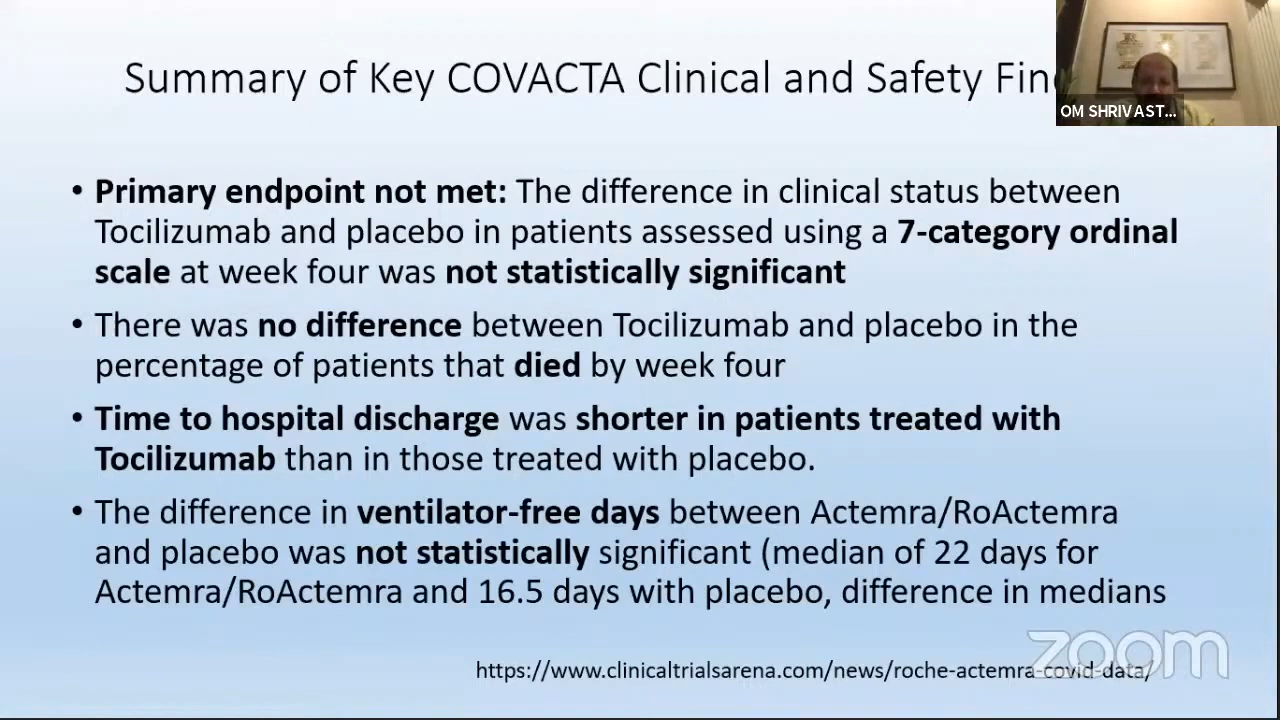 Summary of Key COVACTA Clinical and Safety Fin
OM SHRIVAST...
• Primary endpoint not met: The difference in clinical status between
Tocilizumab and placebo in patients assessed using a 7-category ordinal
scale at week four was not statistically significant
• There was no difference between Tocilizumab and placebo in the
percentage of patients that died by week four
• Time to hospital discharge was shorter in patients treated with
Tocilizumab than in those treated with placebo.
• The difference in ventilator-free days between Actemra/RoActemra
and placebo was not statistically significant (median of 22 days for
Actemra/RoActemra and 16.5 days with placebo, difference in medians
zoom
https://www.clinicaltrialsarena.com/news/roche-actemra-covid-data/